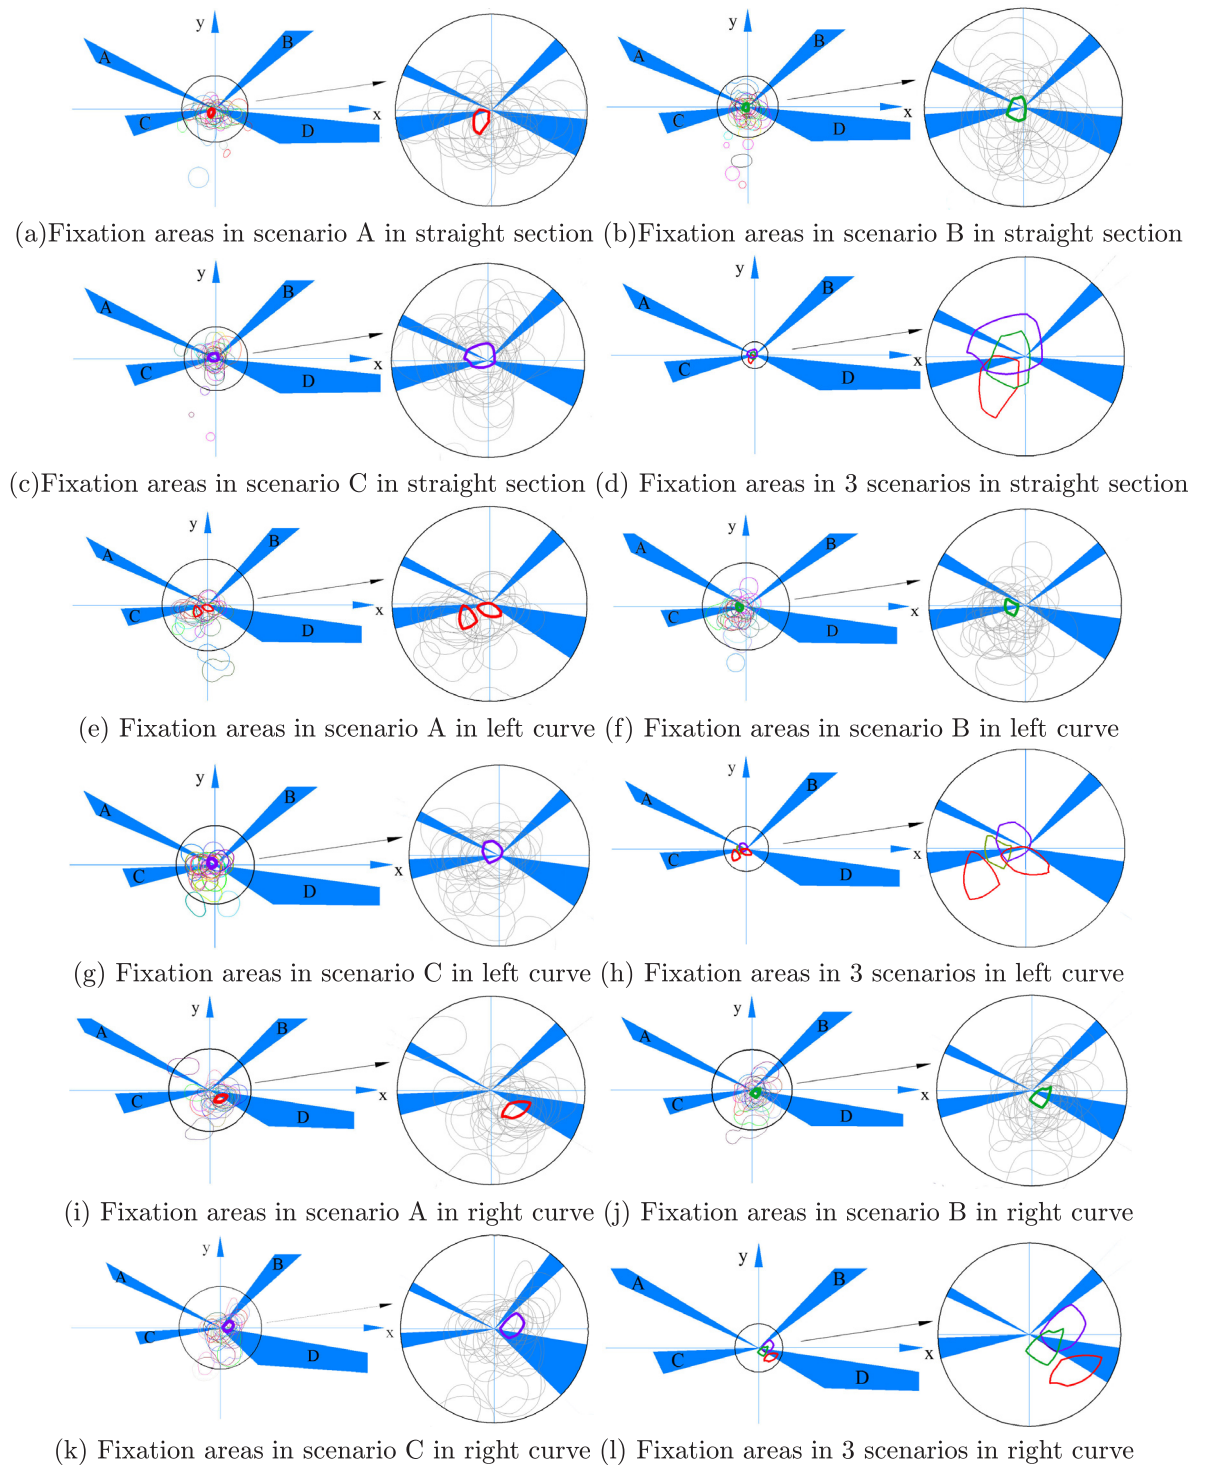 y
A
B
C
D
x
y
A
B
C
D
x
(a)Fixation areas in scenario A in straight section (b)Fixation areas in scenario B in straight section
y
A
B
C
D
x
y
A
B
C
D
x
(c)Fixation areas in scenario C in straight section (d) Fixation areas in 3 scenarios in straight section
y
A
B
C
D
x
y
A
B
C
D
x
(e) Fixation areas in scenario A in left curve (f) Fixation areas in scenario B in left curve
y
A
B
C
D
x
y
A
B
C
D
x
(g) Fixation areas in scenario C in left curve (h) Fixation areas in 3 scenarios in left curve
y
A
B
C
D
x
y
A
B
C
D
x
(i) Fixation areas in scenario A in right curve (j) Fixation areas in scenario B in right curve
y
A
B
C
D
x
y
A
B
C
D
x
(k) Fixation areas in scenario C in right curve (l) Fixation areas in 3 scenarios in right curve